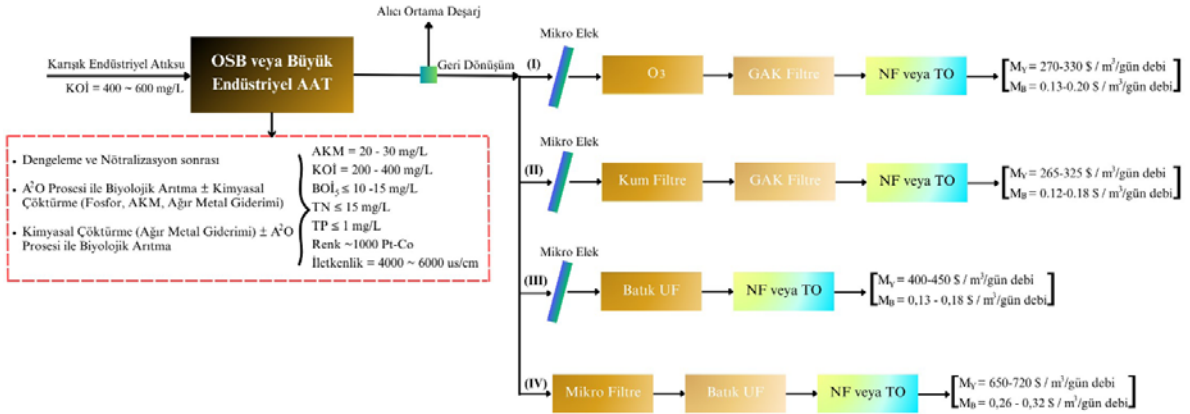 Alıcı Ortama Deşarj
Karışık Endüstriyel Atıksu
KOİ = 400 ~ 600 mg/L
OSB veya Büyük
Endüstriyel AAT
Geri Dönüşüm
• Dengeleme ve Nötralizasyon sonrası
• A²O Prosesi ile Biyolojik Arıtma ± Kimyasal
Çöktürme (Fosfor, AKM, Ağır Metal Giderimi)
• Kimyasal Çöktürme (Ağır Metal Giderimi) ± A²O
Prosesi ile Biyolojik Arıtma
AKM = 20 - 30 mg/L
KOİ = 200 - 400 mg/L
BOİ₅ ≤ 10 -15 mg/L
TN ≤ 15 mg/L
TP ≤ 1 mg/L
Renk ~1000 Pt-Co
İletkenlik = 4000 ~ 6000 us/cm
(I)
Mikro Elek
O₃
GAK Filtre
NF veya TO
M_Y = 270-330 $ / m³/gün debi
M_B = 0.13-0.20 $ / m³/gün debi
(II)
Mikro Elek
Kum Filtre
GAK Filtre
NF veya TO
M_Y = 265-325 $ / m³/gün debi
M_B = 0.12-0.18 $ / m³/gün debi
(III)
Mikro Elek
Batık UF
NF veya TO
M_Y = 400-450 $ / m³/gün debi
M_B = 0,13 - 0,18 $ / m³/gün debi
(IV)
Mikro Filtre
Batık UF
NF veya TO
M_Y = 650-720 $ / m³/gün debi
M_B = 0,26 - 0,32 $ / m³/gün debi